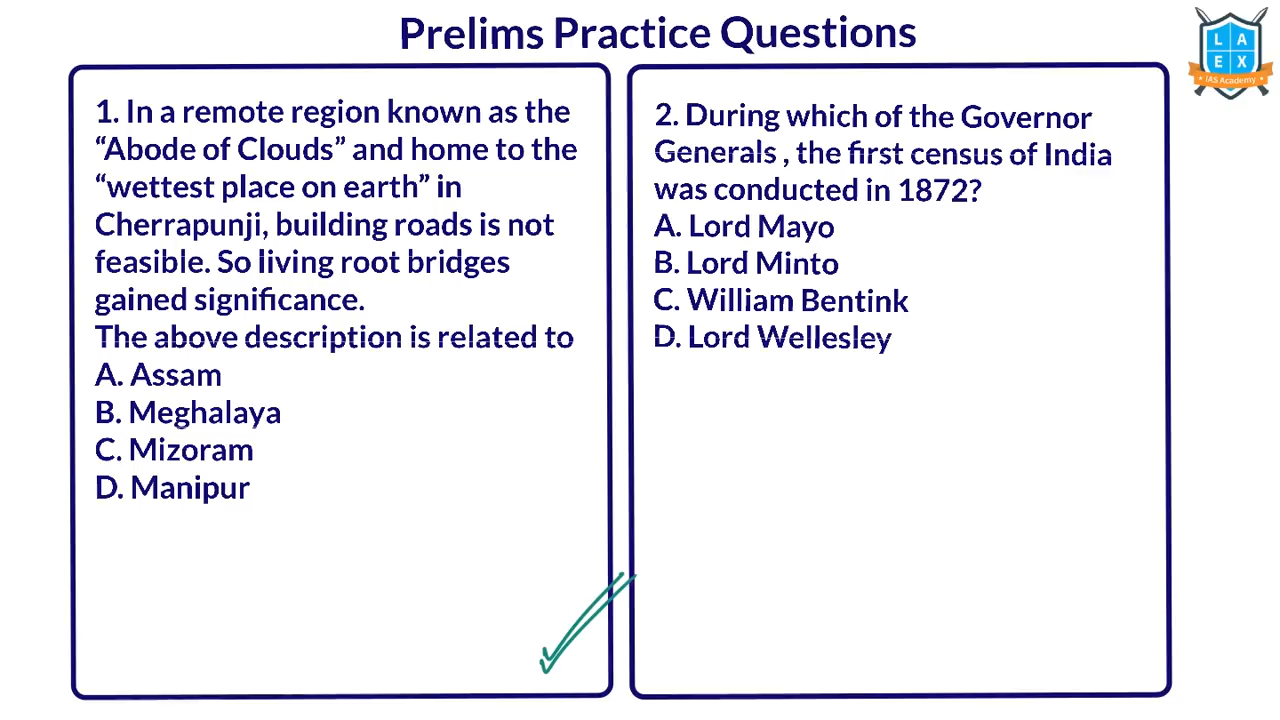 Prelims Practice Questions
L A
E X
IAS Academy
1. In a remote region known as the
“Abode of Clouds” and home to the
“wettest place on earth” in
Cherrapunji, building roads is not
feasible. So living root bridges
gained significance.
The above description is related to
A. Assam
B. Meghalaya
C. Mizoram
D. Manipur
2. During which of the Governor
Generals , the first census of India
was conducted in 1872?
A. Lord Mayo
B. Lord Minto
C. William Bentink
D. Lord Wellesley